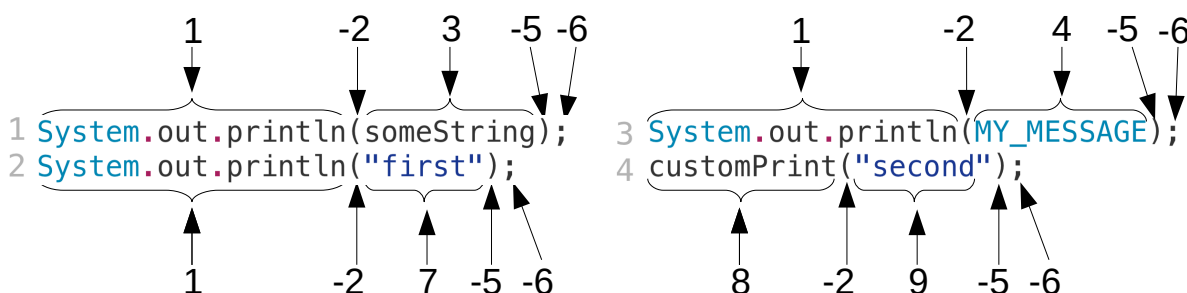 1 -2 3 -5 -6
1 System.out.println(someString);
2 System.out.println("first");
1 -2 7 -5 -6
1 -2 4 -5 -6
3 System.out.println(MY_MESSAGE);
4 customPrint("second");
8 -2 9 -5 -6